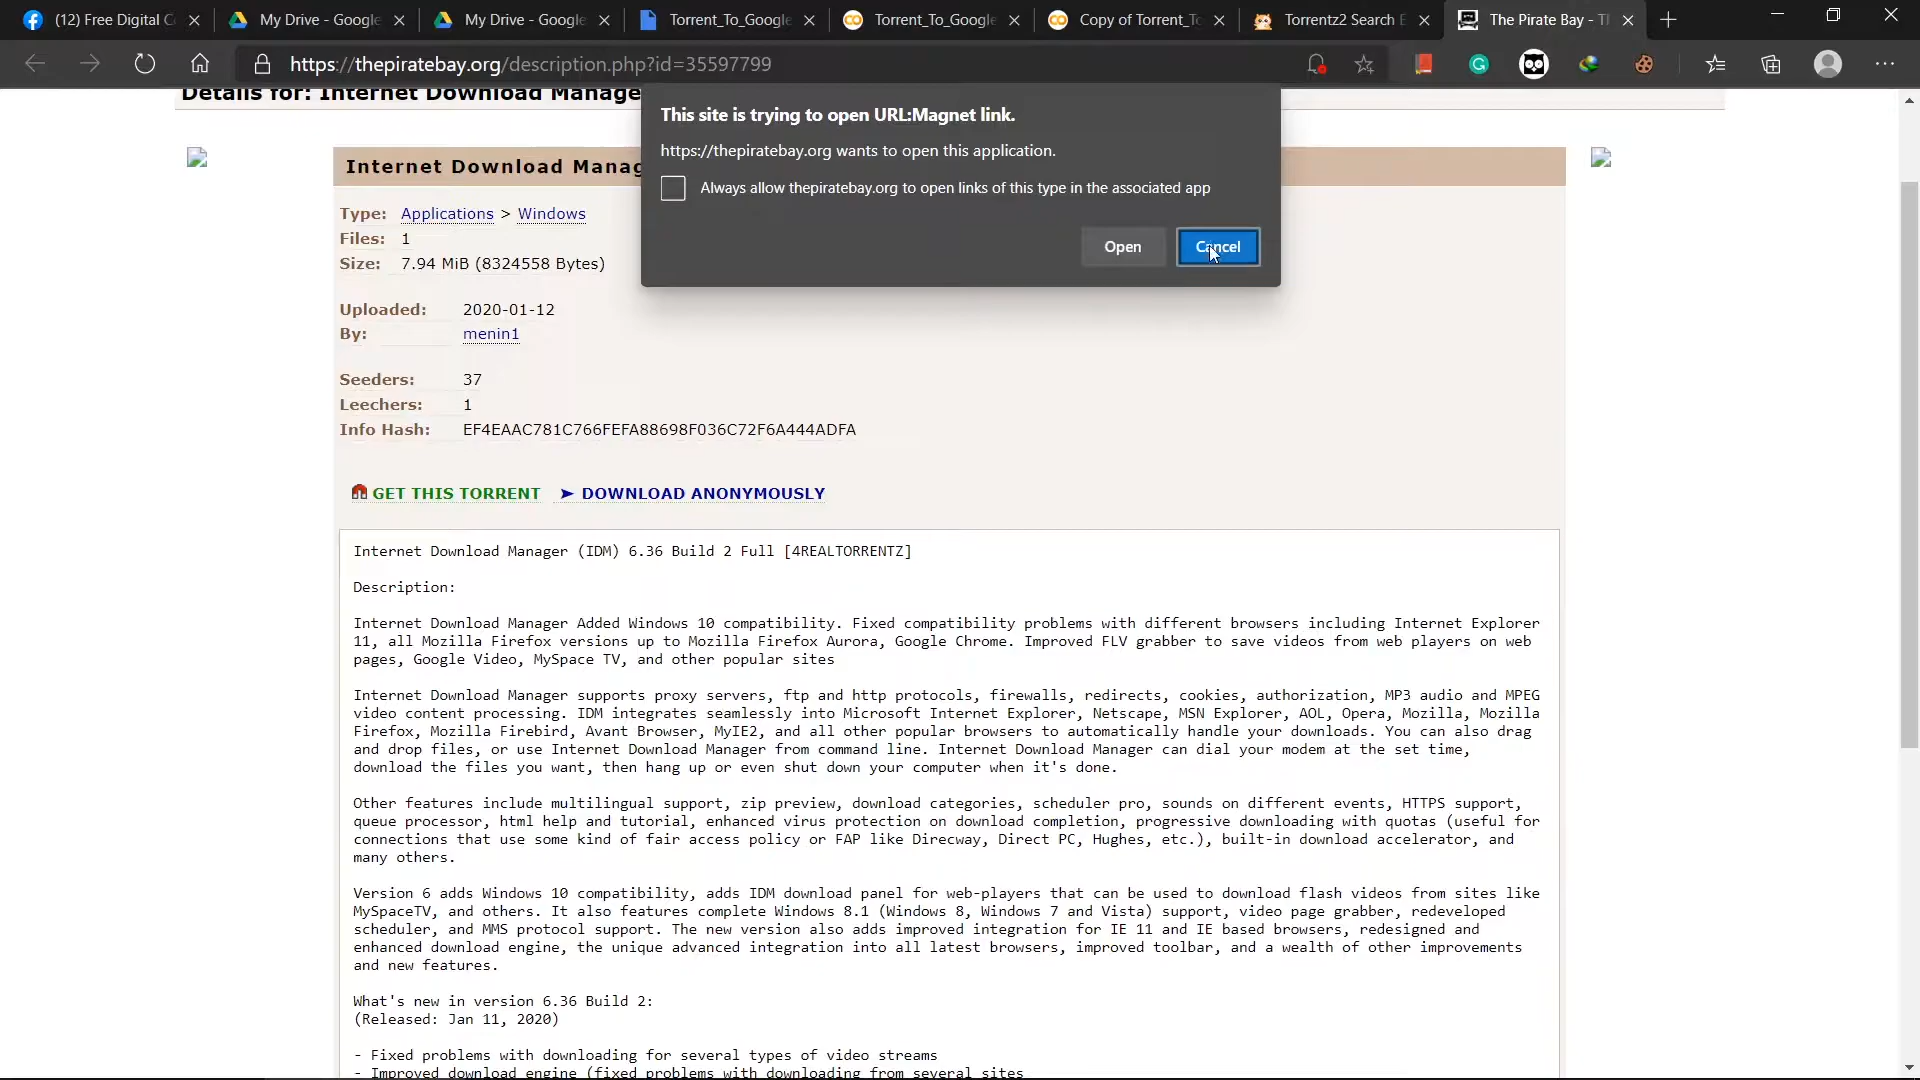 (12) Free Digital C
My Drive - Google
My Drive - Google
Torrent_To_Google
Torrent_To_Google
Copy of Torrent_To
Torrentz2 Search E
The Pirate Bay - Th
https://thepiratebay.org/description.php?id=35597799
Details for: Internet Download Manage
This site is trying to open URL:Magnet link.
https://thepiratebay.org wants to open this application.
Always allow thepiratebay.org to open links of this type in the associated app
Open
Cancel
Internet Download Manag
Type: Applications > Windows
Files: 1
Size: 7.94 MiB (8324558 Bytes)
Uploaded: 2020-01-12
By: menin1
Seeders: 37
Leechers: 1
Info Hash: EF4EAAC781C766FEFA88698F036C72F6A444ADFA
GET THIS TORRENT ➤ DOWNLOAD ANONYMOUSLY
Internet Download Manager (IDM) 6.36 Build 2 Full [4REALTORRENTZ]
Description:
Internet Download Manager Added Windows 10 compatibility. Fixed compatibility problems with different browsers including Internet Explorer
11, all Mozilla Firefox versions up to Mozilla Firefox Aurora, Google Chrome. Improved FLV grabber to save videos from web players on web
pages, Google Video, MySpace TV, and other popular sites
Internet Download Manager supports proxy servers, ftp and http protocols, firewalls, redirects, cookies, authorization, MP3 audio and MPEG
video content processing. IDM integrates seamlessly into Microsoft Internet Explorer, Netscape, MSN Explorer, AOL, Opera, Mozilla, Mozilla
Firefox, Mozilla Firebird, Avant Browser, MyIE2, and all other popular browsers to automatically handle your downloads. You can also drag
and drop files, or use Internet Download Manager from command line. Internet Download Manager can dial your modem at the set time,
download the files you want, then hang up or even shut down your computer when it's done.
Other features include multilingual support, zip preview, download categories, scheduler pro, sounds on different events, HTTPS support,
queue processor, html help and tutorial, enhanced virus protection on download completion, progressive downloading with quotas (useful for
connections that use some kind of fair access policy or FAP like Direcway, Direct PC, Hughes, etc.), built-in download accelerator, and
many others.
Version 6 adds Windows 10 compatibility, adds IDM download panel for web-players that can be used to download flash videos from sites like
MySpaceTV, and others. It also features complete Windows 8.1 (Windows 8, Windows 7 and Vista) support, video page grabber, redeveloped
scheduler, and MMS protocol support. The new version also adds improved integration for IE 11 and IE based browsers, redesigned and
enhanced download engine, the unique advanced integration into all latest browsers, improved toolbar, and a wealth of other improvements
and new features.
What's new in version 6.36 Build 2:
(Released: Jan 11, 2020)
- Fixed problems with downloading for several types of video streams
- Improved download engine (fixed problems with downloading from several sites